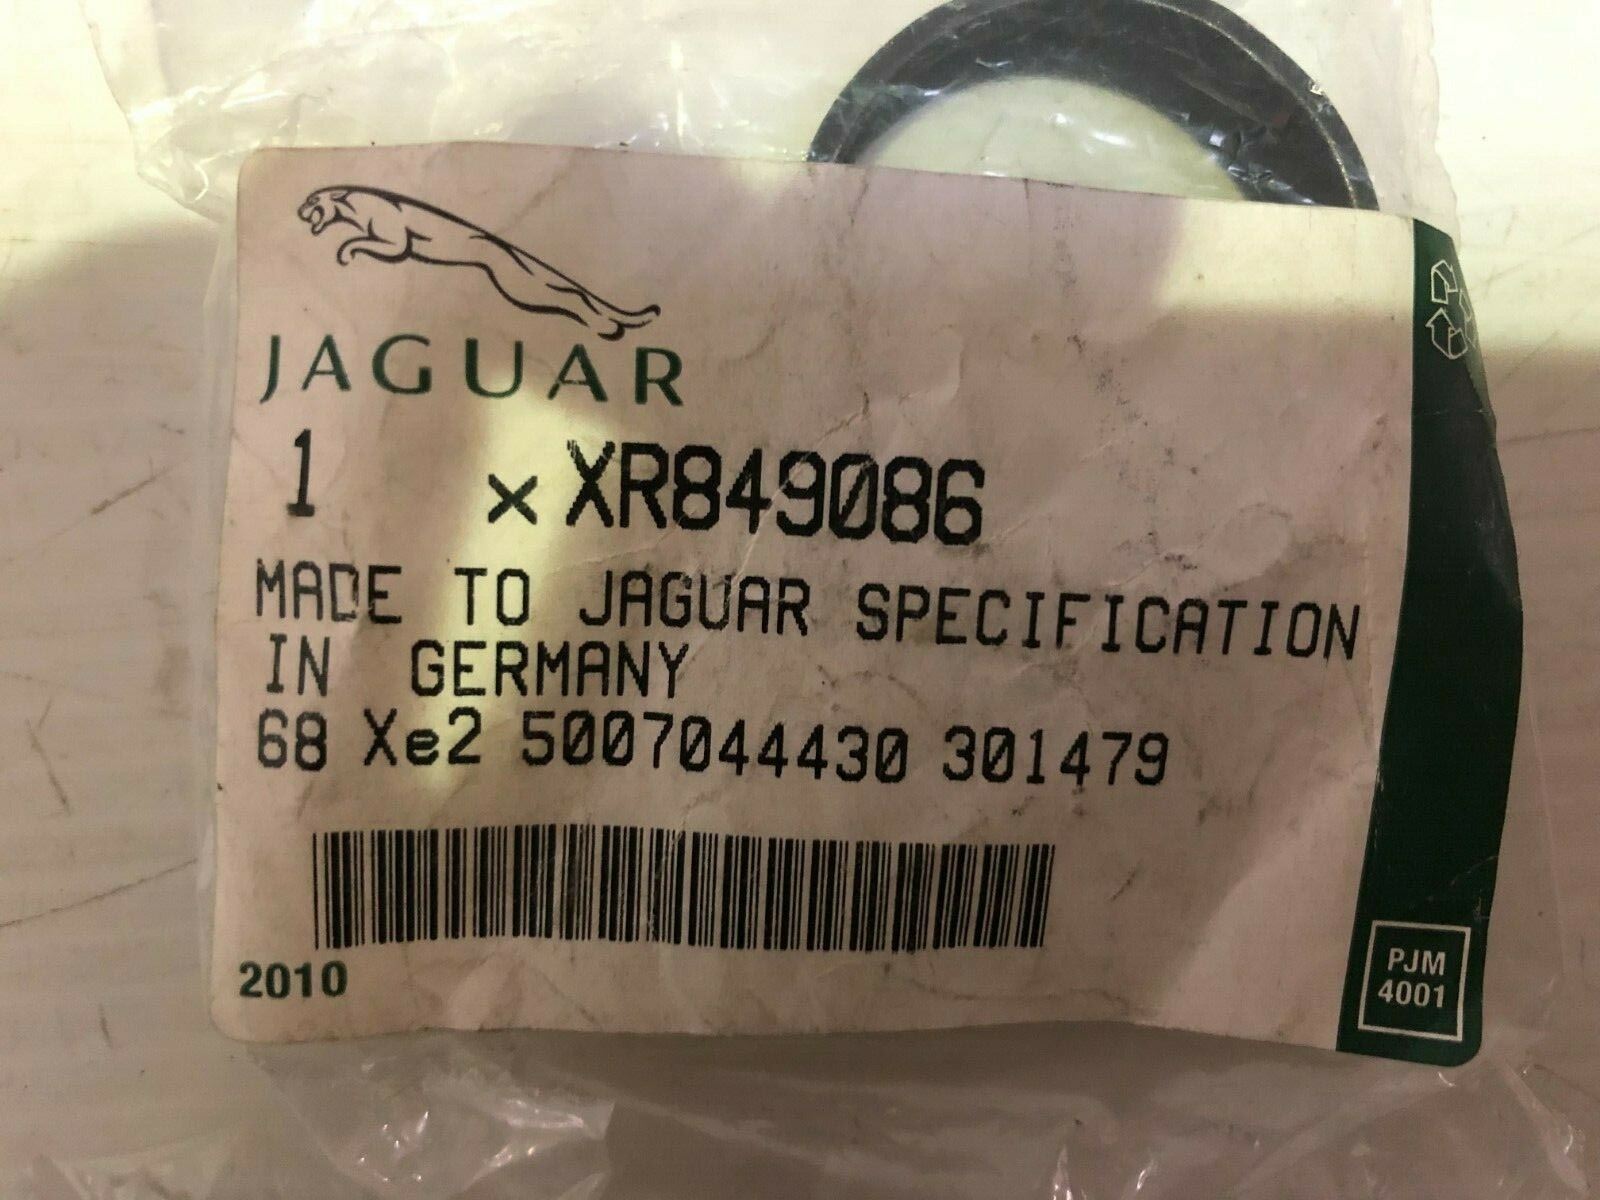 JAGUAR
1 x XR849086
MADE TO JAGUAR SPECIFICATION
IN GERMANY
68 Xe2 5007044430 301479
2010
PJM
4001